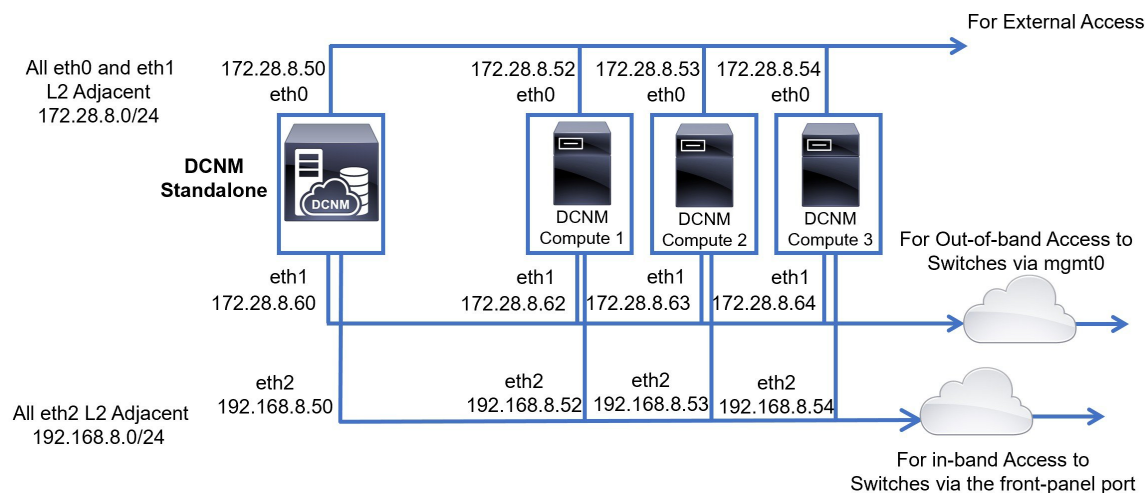 For External Access
All eth0 and eth1
L2 Adjacent
172.28.8.0/24
172.28.8.50
eth0
172.28.8.52
eth0
172.28.8.53
eth0
172.28.8.54
eth0
DCNM
Standalone
DCNM
DCNM
Compute 1
DCNM
Compute 2
DCNM
Compute 3
For Out-of-band Access to
Switches via mgmt0
eth1
172.28.8.60
eth1
172.28.8.62
eth1
172.28.8.63
eth1
172.28.8.64
All eth2 L2 Adjacent
192.168.8.0/24
eth2
192.168.8.50
eth2
192.168.8.52
eth2
192.168.8.53
eth2
192.168.8.54
For in-band Access to
Switches via the front-panel port